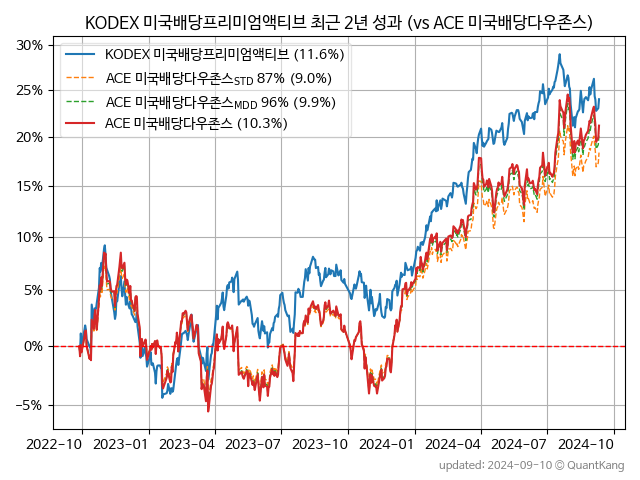 KODEX 미국배당프리미엄액티브 최근 2년 성과 (vs ACE 미국배당다우존스)
KODEX 미국배당프리미엄액티브 (11.6%)
ACE 미국배당다우존스STD 87% (9.0%)
ACE 미국배당다우존스MDD 96% (9.9%)
ACE 미국배당다우존스 (10.3%)
30%
25%
20%
15%
10%
5%
0%
−5%
2022-10 2023-01 2023-04 2023-07 2023-10 2024-01 2024-04 2024-07 2024-10
updated: 2024-09-10 © QuantKang